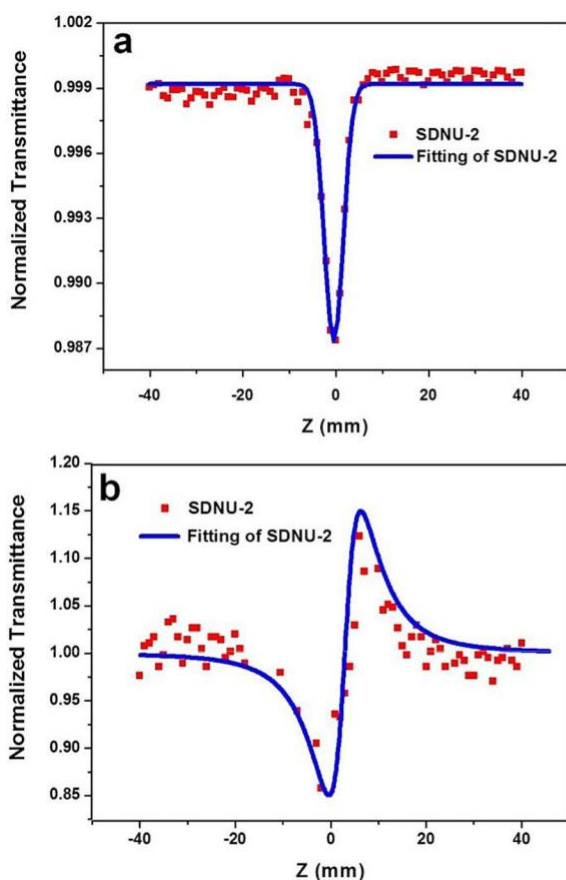 a
1.002
0.999
0.996
0.993
0.990
0.987
Normalized Transmittance
SDNU-2
Fitting of SDNU-2
-40
-20
0
20
40
Z (mm)
b
1.20
1.15
1.10
1.05
1.00
0.95
0.90
0.85
Normalized Transmittance
SDNU-2
Fitting of SDNU-2
-40
-20
0
20
40
Z (mm)